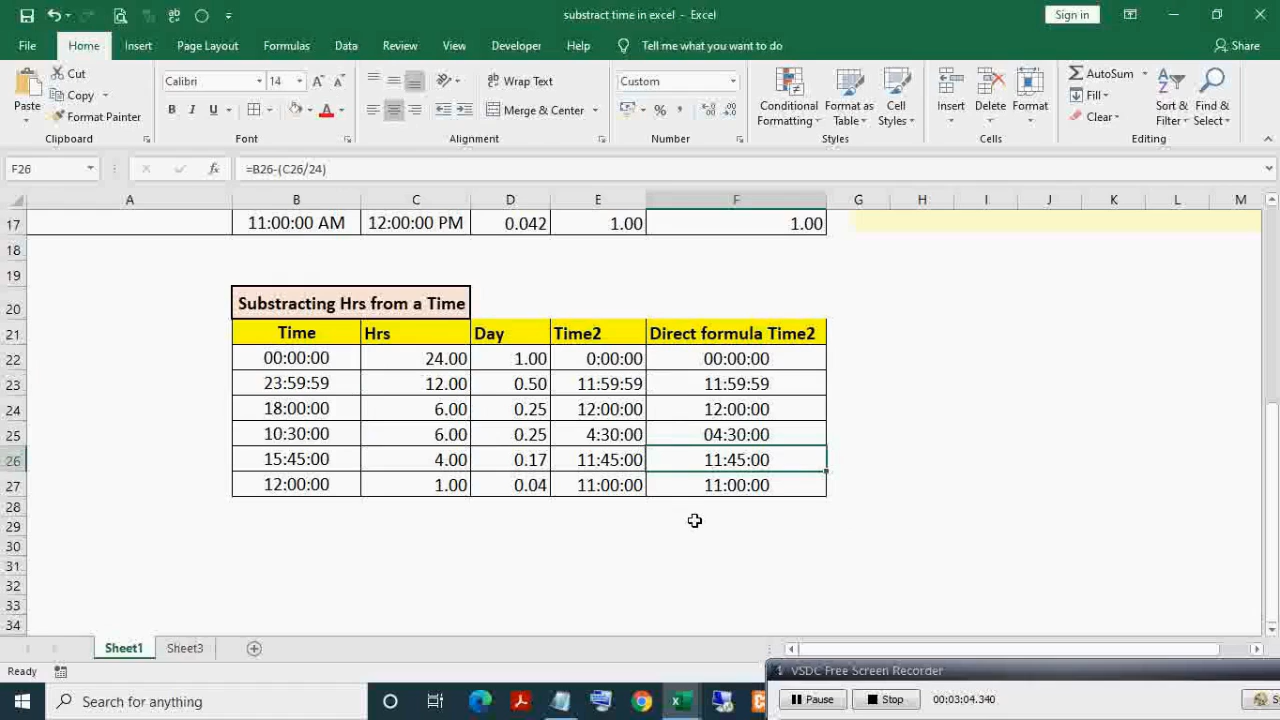 substract time in excel - Excel
Sign in
File Home Insert Page Layout Formulas Data Review View Developer Help Tell me what you want to do Share
Paste Cut Copy Format Painter Clipboard
Calibri 14 B I U A Font
Wrap Text Merge & Center Alignment
Custom % , Number
Conditional Formatting Format as Table Cell Styles Styles
Insert Delete Format Cells
AutoSum Fill Clear Sort & Filter Find & Select Editing
F26 fx =B26-(C26/24)
A B C D E F G H I J K L M
17 11:00:00 AM 12:00:00 PM 0.042 1.00 1.00
18
19
20 Substracting Hrs from a Time
21 Time Hrs Day Time2 Direct formula Time2
22 00:00:00 24.00 1.00 0:00:00 00:00:00
23 23:59:59 12.00 0.50 11:59:59 11:59:59
24 18:00:00 6.00 0.25 12:00:00 12:00:00
25 10:30:00 6.00 0.25 4:30:00 04:30:00
26 15:45:00 4.00 0.17 11:45:00 11:45:00
27 12:00:00 1.00 0.04 11:00:00 11:00:00
28
29
30
31
32
33
34
Sheet1 Sheet3
Ready
VSDC Free Screen Recorder
Pause Stop 00:03:04.340
Search for anything